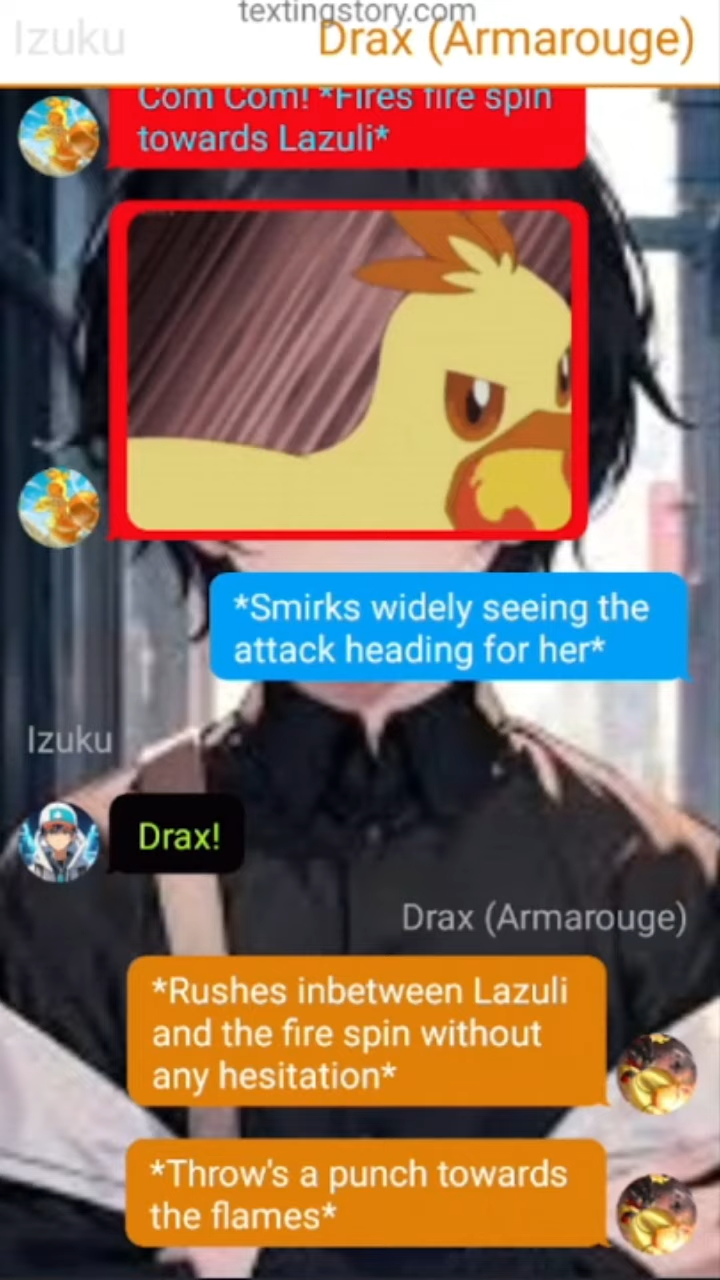 textingstory.com
Izuku
Drax (Armarouge)
Com Com! *Fires fire spin
towards Lazuli*
*Smirks widely seeing the
attack heading for her*
Izuku
Drax!
Drax (Armarouge)
*Rushes inbetween Lazuli
and the fire spin without
any hesitation*
*Throw's a punch towards
the flames*